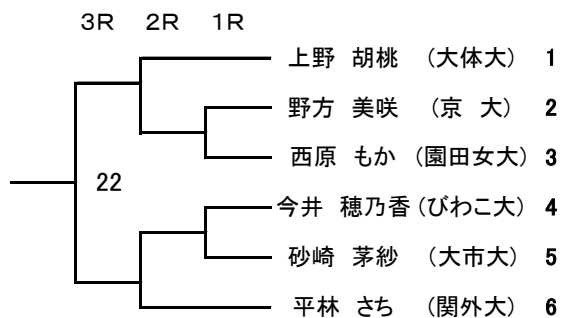 ３Ｒ ２Ｒ １Ｒ
上野 胡桃 （大体大） 1
野方 美咲 （京 大） 2
西原 もか （園田女大） 3
22
今井 穂乃香 （びわこ大） 4
砂崎 茅紗 （大市大） 5
平林 さち （関外大） 6